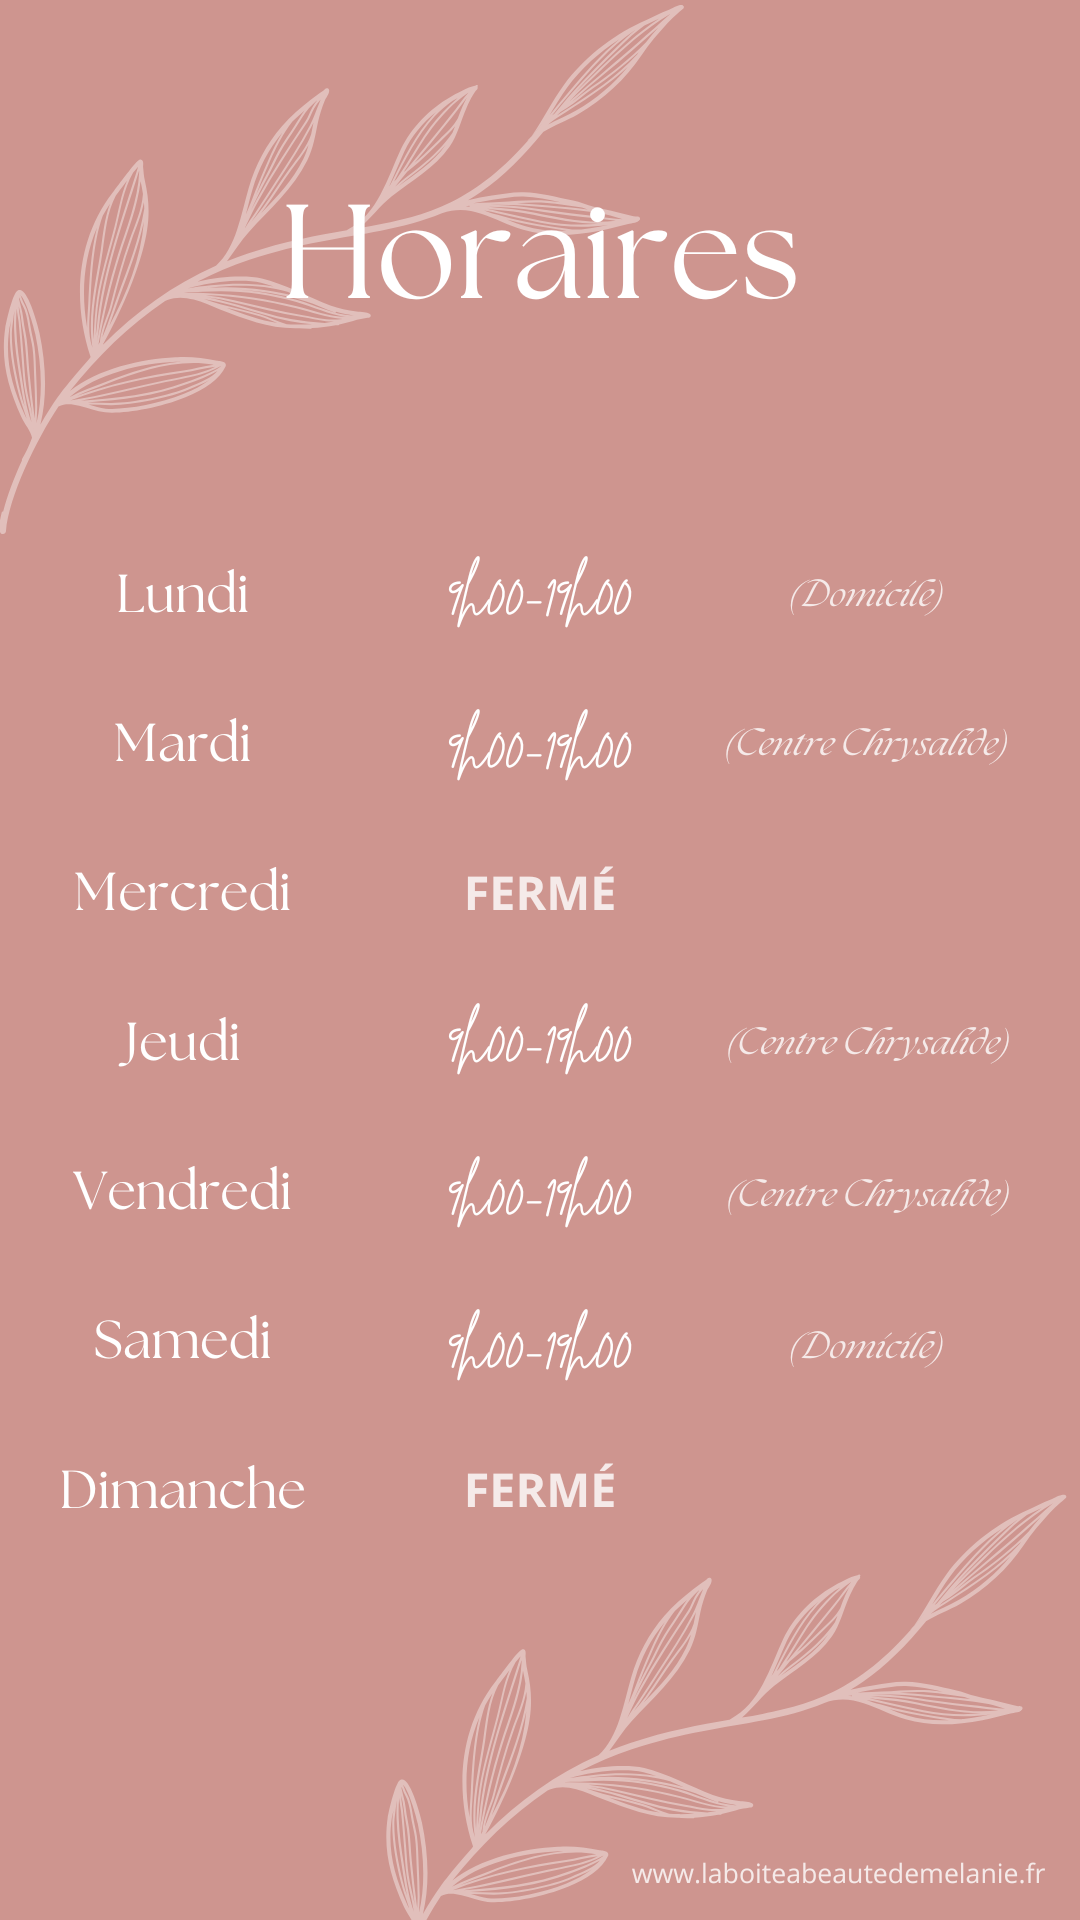 Horaires
Lundi 9h00-19h00 (Domicile)
Mardi 9h00-19h00 (Centre Chrysalide)
Mercredi FERMÉ
Jeudi 9h00-19h00 (Centre Chrysalide)
Vendredi 9h00-19h00 (Centre Chrysalide)
Samedi 9h00-19h00 (Domicile)
Dimanche FERMÉ
www.laboiteabeautedemelanie.fr